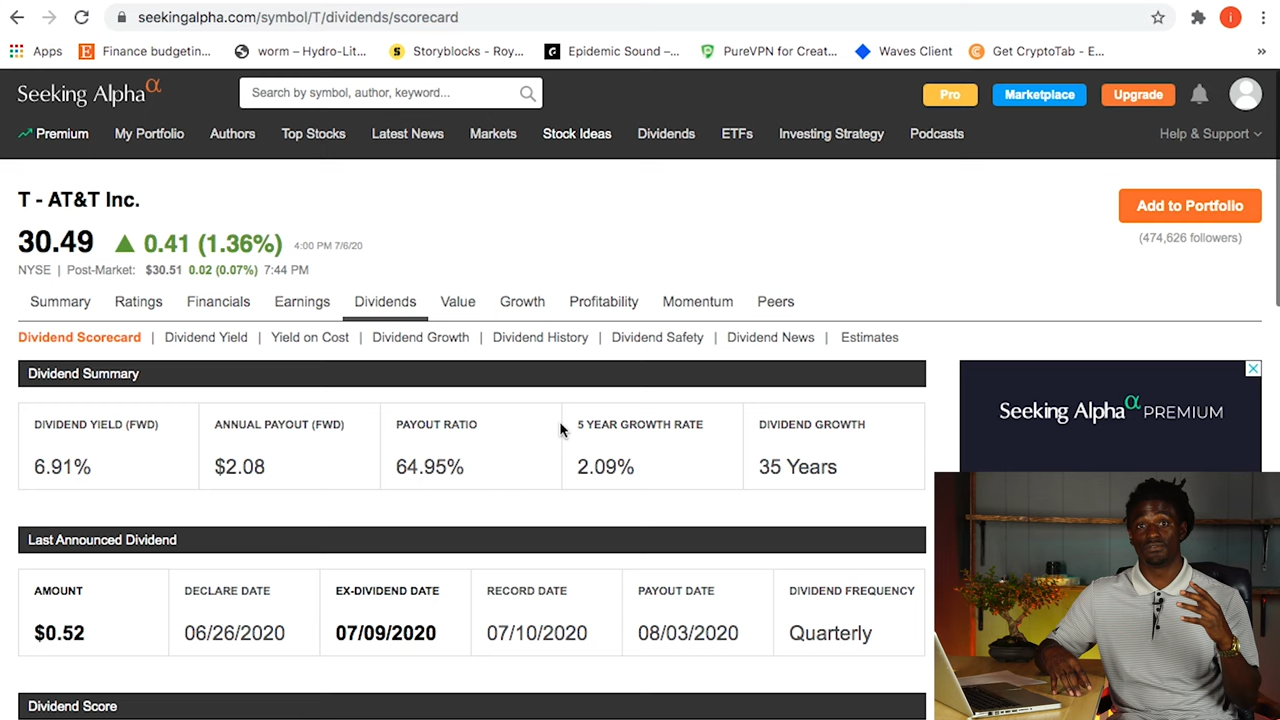 seekingalpha.com/symbol/T/dividends/scorecard
i
Apps
Finance budgetin...
worm – Hydro-Lit...
Storyblocks - Roy...
Epidemic Sound –...
PureVPN for Creat...
Waves Client
Get CryptoTab - E...
»
Seeking Alpha α
Search by symbol, author, keyword...
Pro
Marketplace
Upgrade
Premium
My Portfolio
Authors
Top Stocks
Latest News
Markets
Stock Ideas
Dividends
ETFs
Investing Strategy
Podcasts
Help & Support
T - AT&T Inc.
Add to Portfolio
30.49 ▲ 0.41 (1.36%) 4:00 PM 7/6/20
(474,626 followers)
NYSE | Post-Market: $30.51 0.02 (0.07%) 7:44 PM
Summary Ratings Financials Earnings Dividends Value Growth Profitability Momentum Peers
Dividend Scorecard | Dividend Yield | Yield on Cost | Dividend Growth | Dividend History | Dividend Safety | Dividend News | Estimates
Dividend Summary
DIVIDEND YIELD (FWD) ANNUAL PAYOUT (FWD) PAYOUT RATIO 5 YEAR GROWTH RATE DIVIDEND GROWTH
6.91% $2.08 64.95% 2.09% 35 Years
Seeking Alpha α PREMIUM
Last Announced Dividend
AMOUNT DECLARE DATE EX-DIVIDEND DATE RECORD DATE PAYOUT DATE DIVIDEND FREQUENCY
$0.52 06/26/2020 07/09/2020 07/10/2020 08/03/2020 Quarterly
Dividend Score